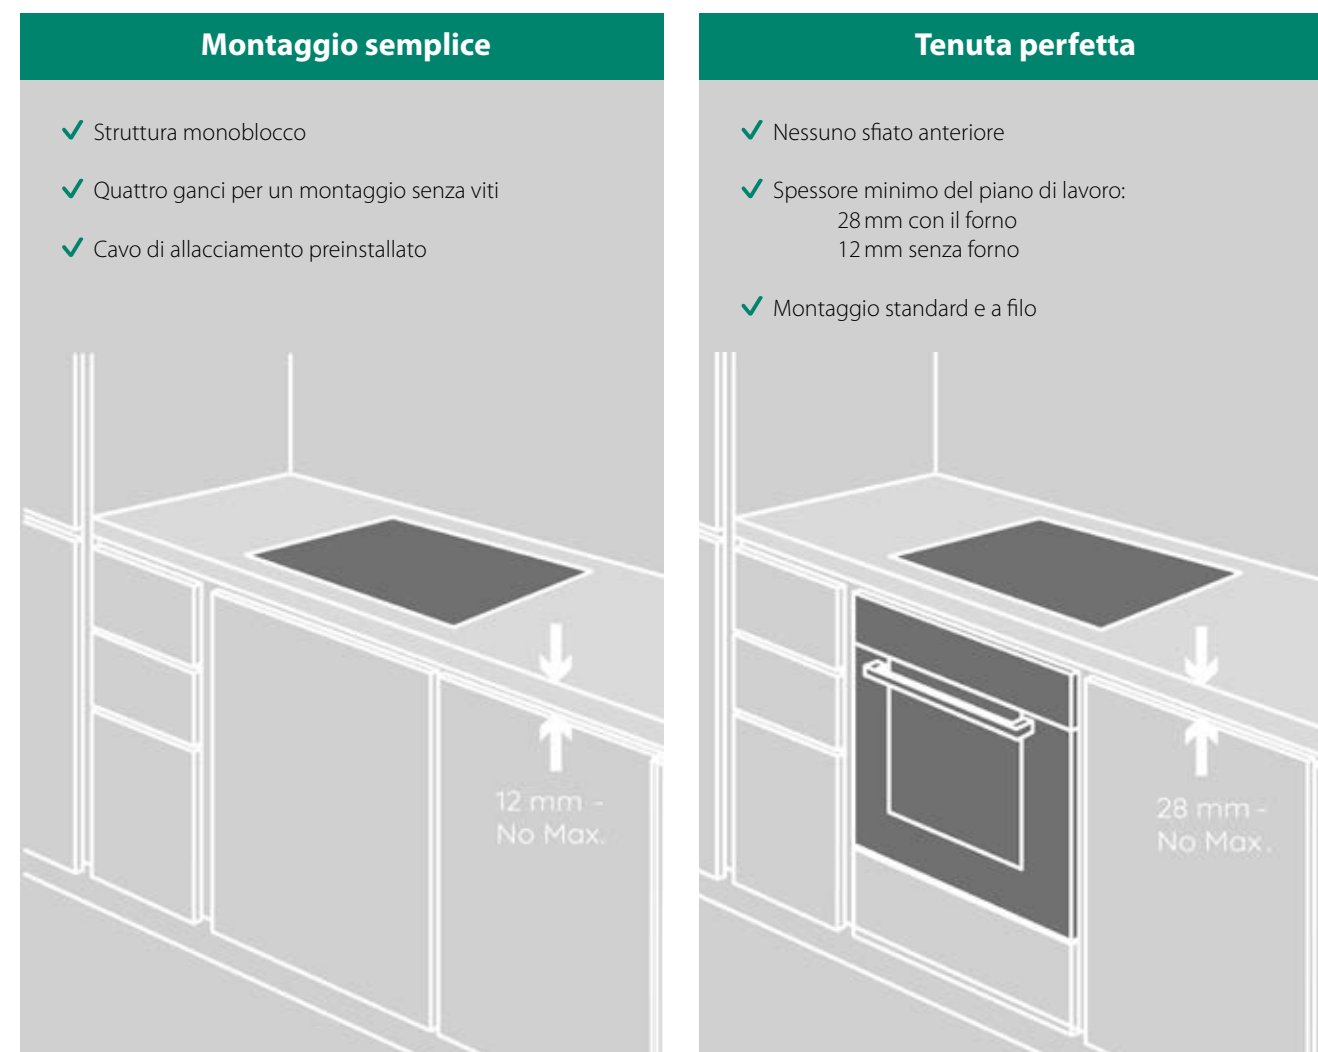 Montaggio semplice
Struttura monoblocco
Quattro ganci per un montaggio senza viti
Cavo di allacciamento preinstallato
12 mm -
No Max.
Tenuta perfetta
Nessuno sfiato anteriore
Spessore minimo del piano di lavoro:
28 mm con il forno
12 mm senza forno
Montaggio standard e a filo
28 mm -
No Max.